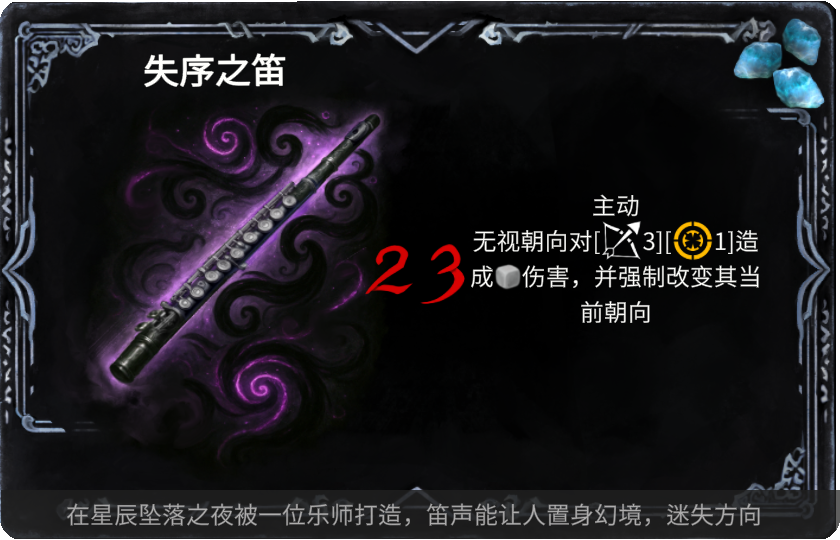 失序之笛
主动
无视朝向对[3][1]造
23
成伤害，并强制改变其当
前朝向
在星辰坠落之夜被一位乐师打造，笛声能让人置身幻境，迷失方向